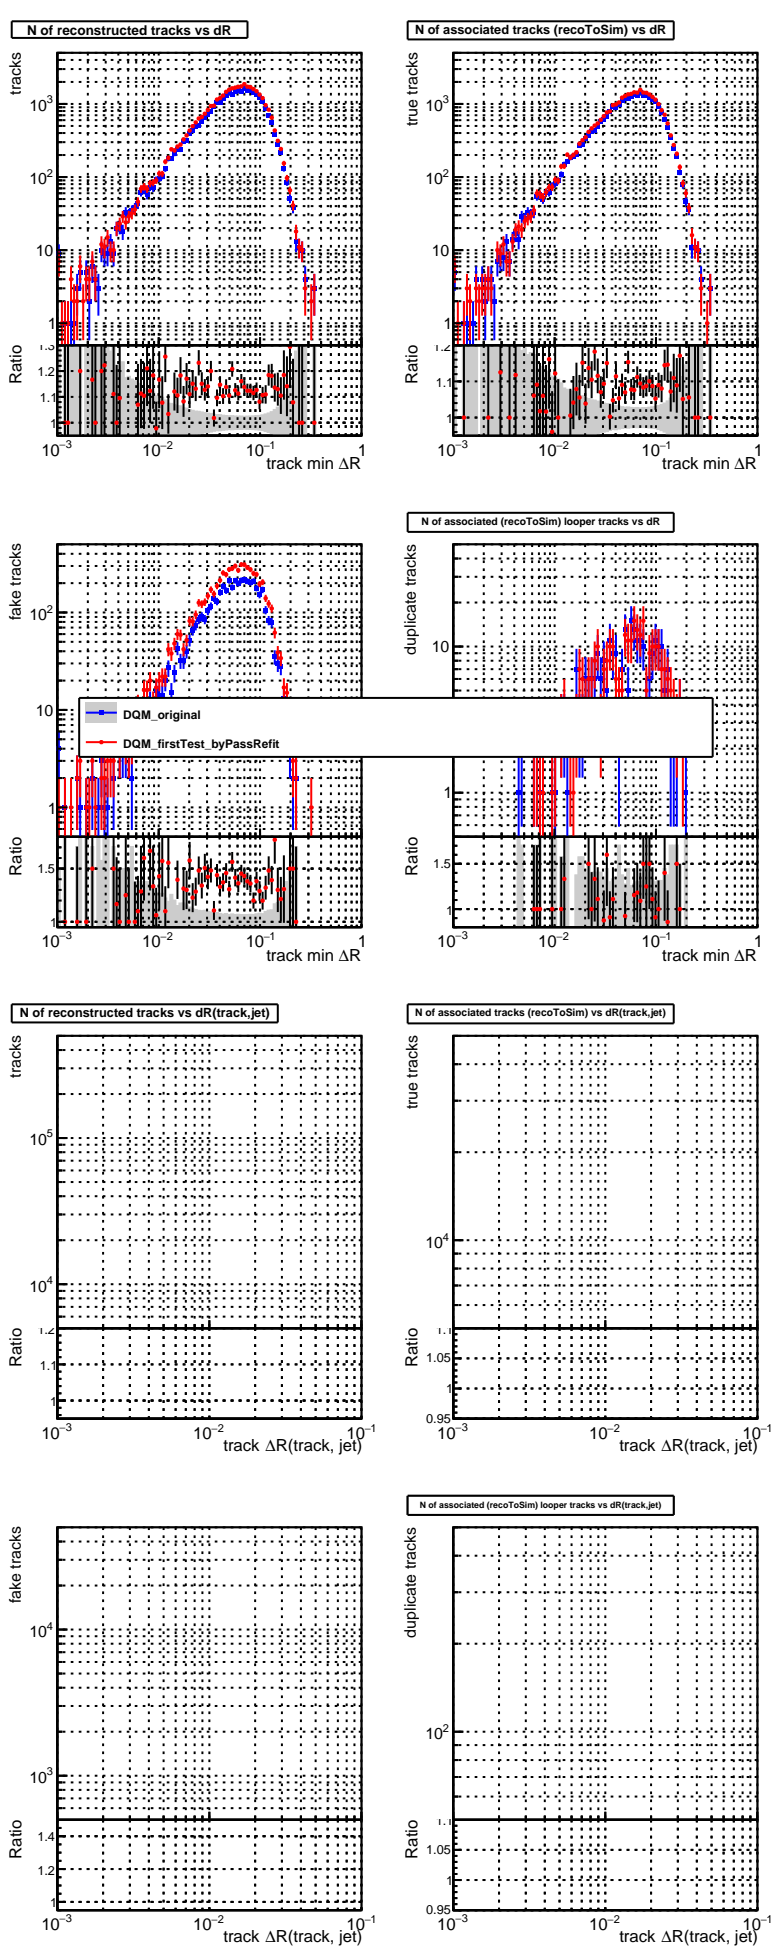 N of reconstructed tracks vs dR
tracks
10³
10²
10
1
Ratio
1.3
1.2
1.1
1
10⁻³ 10⁻² 10⁻¹ 1
track min ΔR
N of associated tracks (recoToSim) vs dR
true tracks
10³
10²
10
1
Ratio
1.2
1.1
1
10⁻³ 10⁻² 10⁻¹ 1
track min ΔR
fake tracks
10²
10
1
Ratio
1.5
1
10⁻³ 10⁻² 10⁻¹ 1
track min ΔR
N of associated (recoToSim) looper tracks vs dR
duplicate tracks
10
1
Ratio
1.5
1
10⁻³ 10⁻² 10⁻¹ 1
track min ΔR
DQM_original
DQM_firstTest_byPassRefit
N of reconstructed tracks vs dR(track,jet)
tracks
10⁵
10⁴
Ratio
1.2
1.1
1
10⁻³ 10⁻² 10⁻¹
track ΔR(track, jet)
N of associated tracks (recoToSim) vs dR(track,jet)
true tracks
10⁴
Ratio
1.1
1.05
1
0.95
10⁻³ 10⁻² 10⁻¹
track ΔR(track, jet)
fake tracks
10⁴
10³
Ratio
1.4
1.2
1
10⁻³ 10⁻² 10⁻¹
track ΔR(track, jet)
N of associated (recoToSim) looper tracks vs dR(track,jet)
duplicate tracks
10²
Ratio
1.1
1.05
1
0.95
10⁻³ 10⁻² 10⁻¹
track ΔR(track, jet)